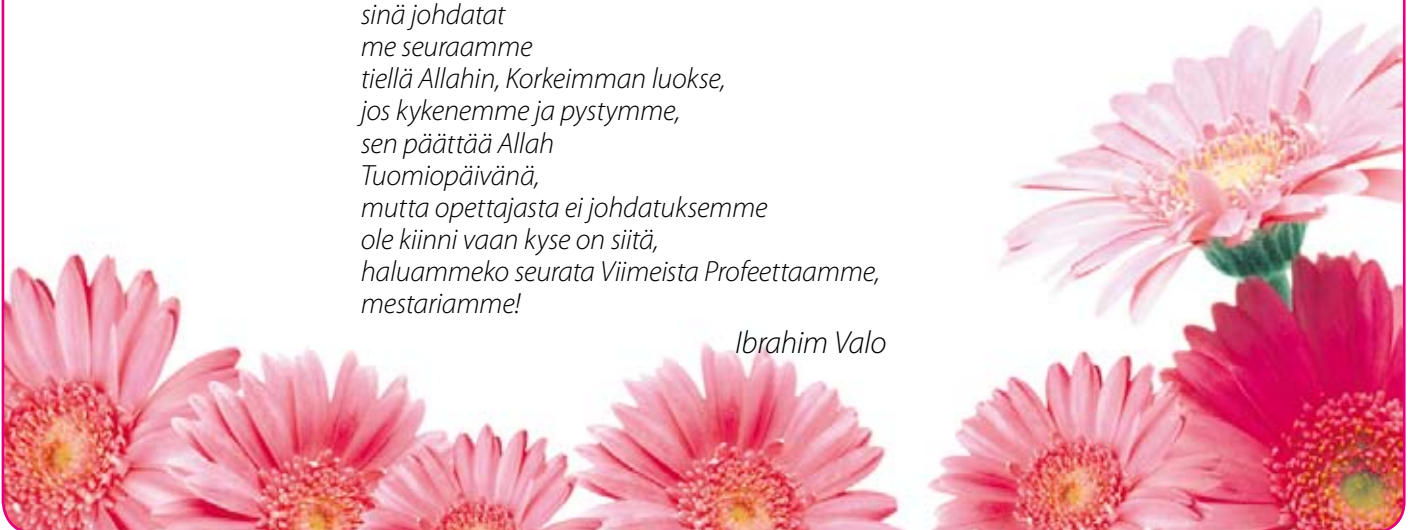 sinä johdatat
me seuraamme
tiellä Allahin, Korkeimman luokse,
jos kykenemme ja pystymme,
sen päättää Allah
Tuomiopäivänä,
mutta opettajasta ei johdatuksemme
ole kiinni vaan kyse on siitä,
haluammeko seurata Viimeista Profeettaamme,
mestariamme!
Ibrahim Valo